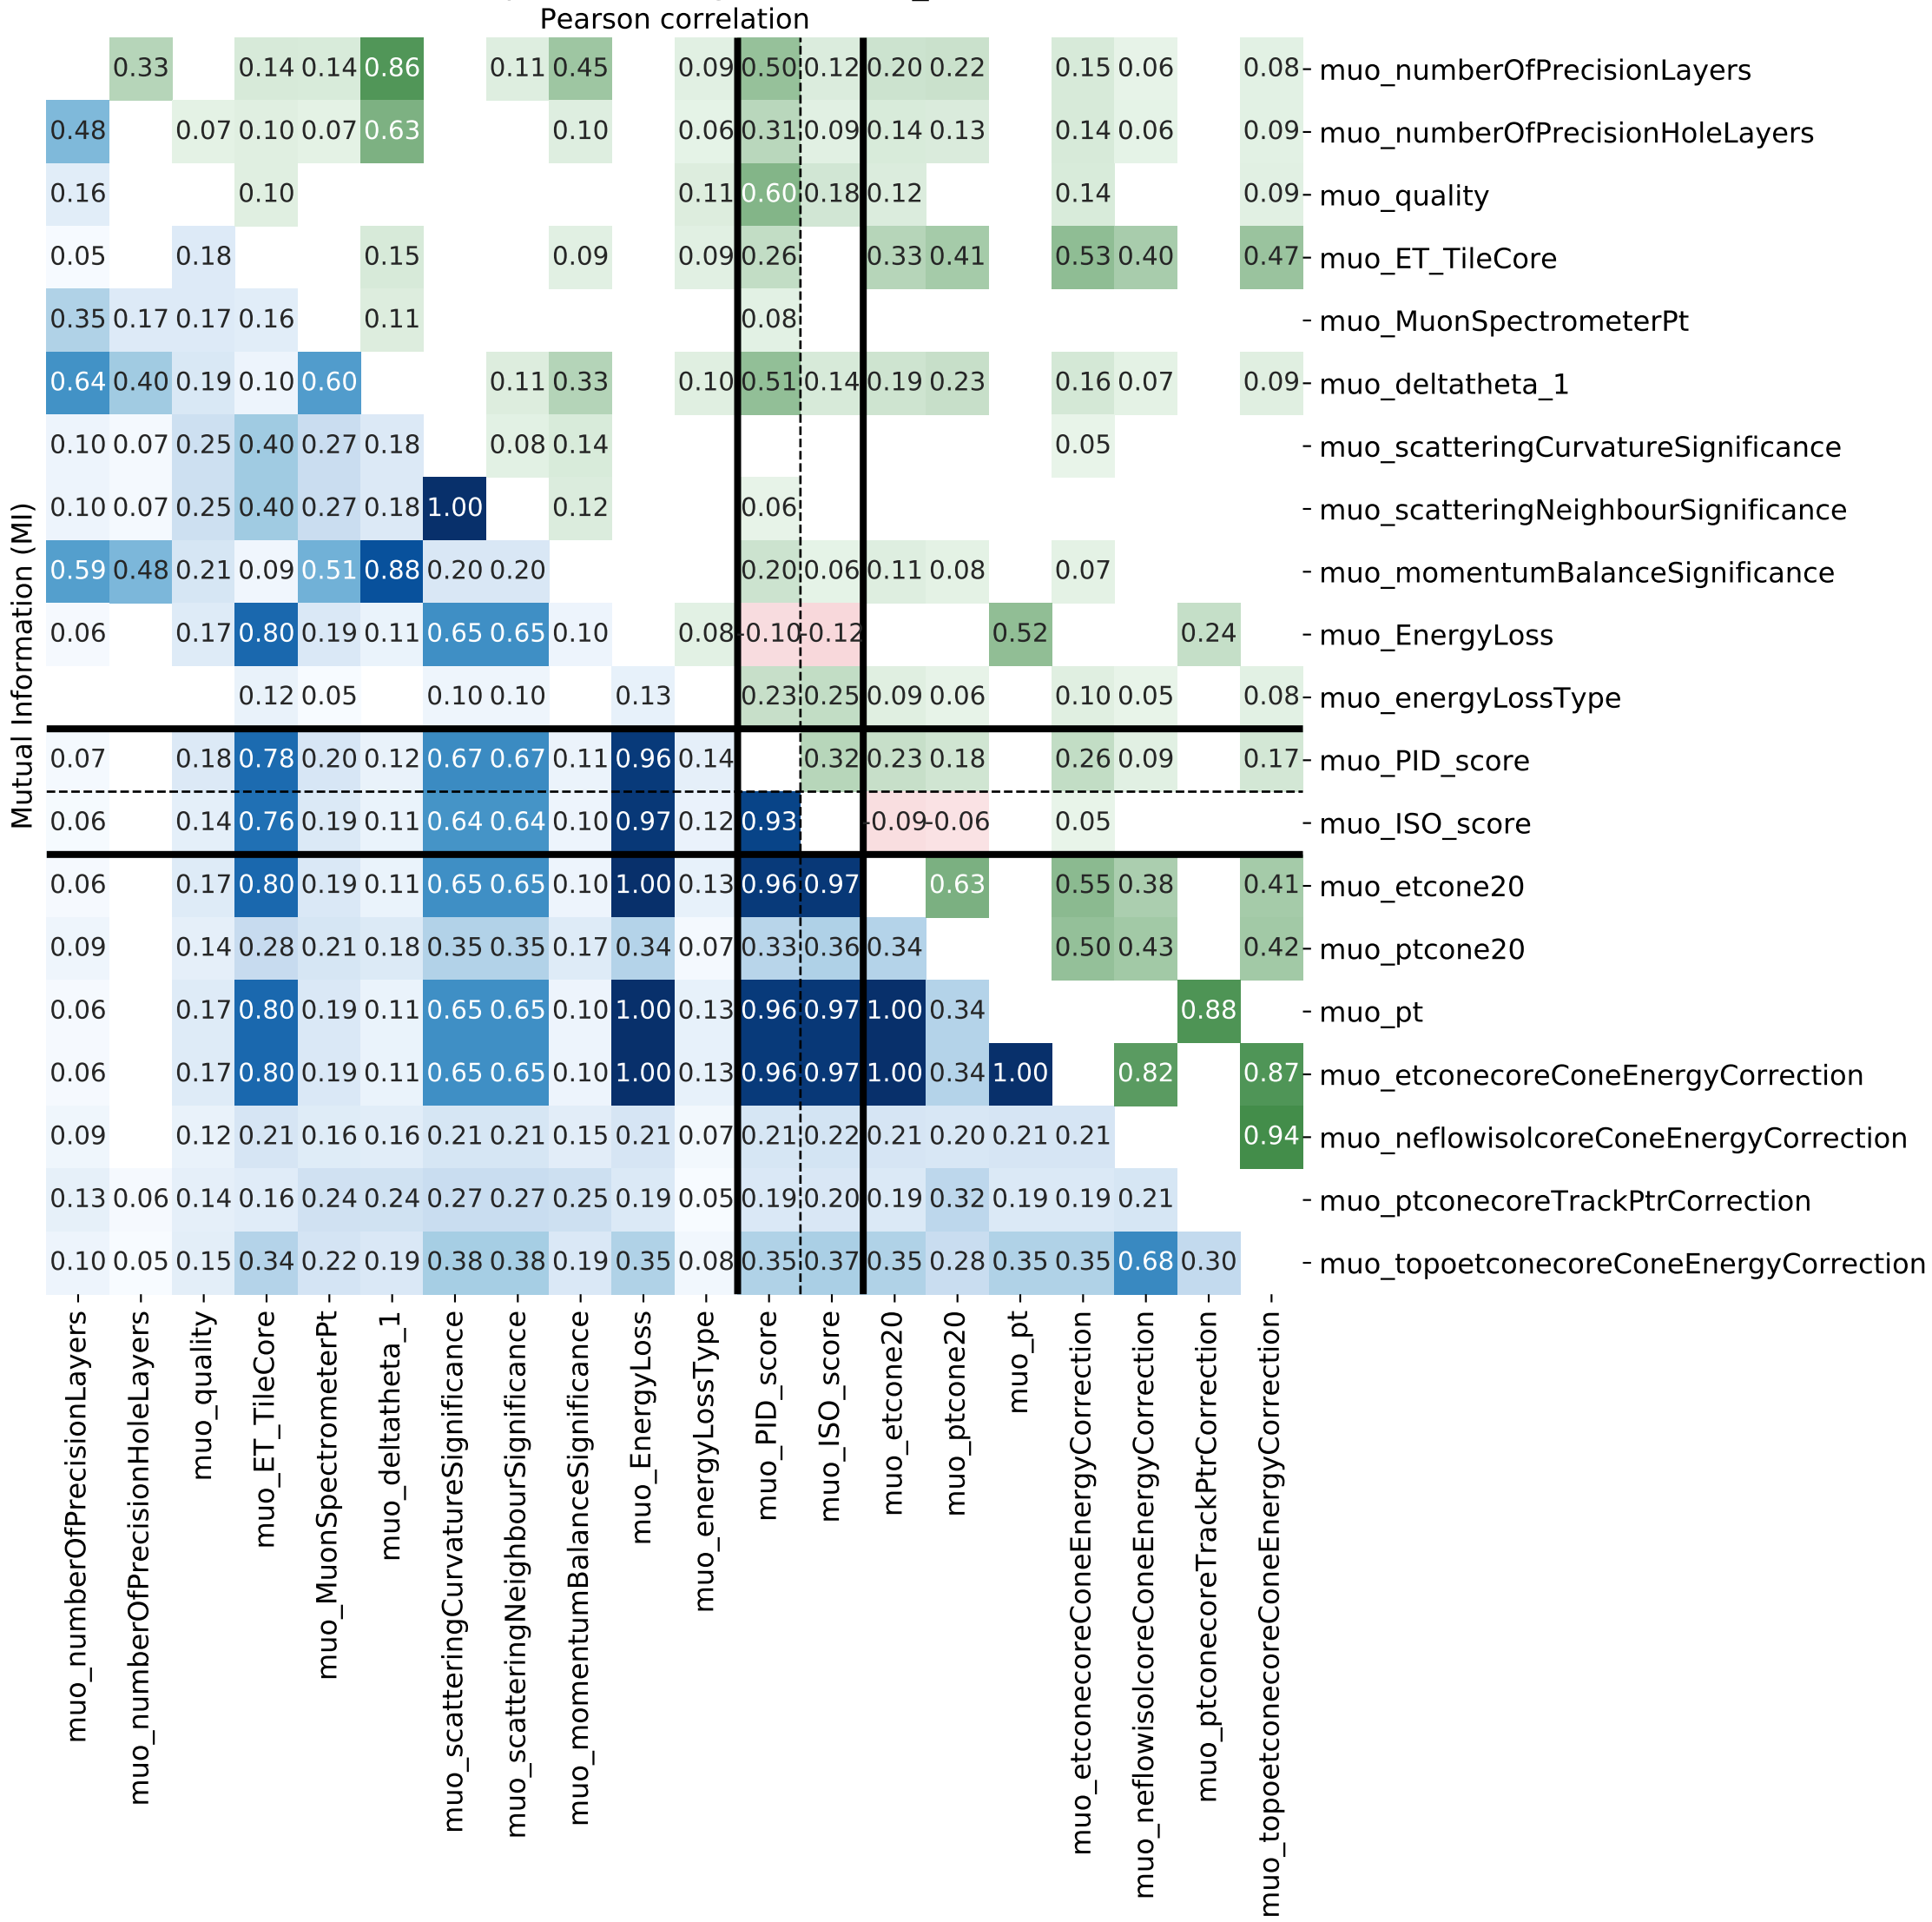 Pearson correlation
0.33 0.14 0.14 0.86 0.11 0.45 0.09 0.50 0.12 0.20 0.22 0.15 0.06 0.08 muo_numberOfPrecisionLayers
0.48 0.07 0.10 0.07 0.63 0.10 0.06 0.31 0.09 0.14 0.13 0.14 0.06 0.09 muo_numberOfPrecisionHoleLayers
0.16 0.10 0.11 0.60 0.18 0.12 0.14 0.09 muo_quality
0.05 0.18 0.15 0.09 0.09 0.26 0.33 0.41 0.53 0.40 0.47 muo_ET_TileCore
0.35 0.17 0.17 0.16 0.11 0.08 muo_MuonSpectrometerPt
0.64 0.40 0.19 0.10 0.60 0.11 0.33 0.10 0.51 0.14 0.19 0.23 0.16 0.07 0.09 muo_deltatheta_1
0.10 0.07 0.25 0.40 0.27 0.18 0.08 0.14 0.05 muo_scatteringCurvatureSignificance
0.10 0.07 0.25 0.40 0.27 0.18 1.00 0.12 0.06 muo_scatteringNeighbourSignificance
0.59 0.48 0.21 0.09 0.51 0.88 0.20 0.20 0.20 0.06 0.11 0.08 0.07 muo_momentumBalanceSignificance
0.06 0.17 0.80 0.19 0.11 0.65 0.65 0.10 0.08 -0.10 -0.12 0.52 0.24 muo_EnergyLoss
0.12 0.05 0.10 0.10 0.13 0.23 0.25 0.09 0.06 0.10 0.05 0.08 muo_energyLossType
0.07 0.18 0.78 0.20 0.12 0.67 0.67 0.11 0.96 0.14 0.32 0.23 0.18 0.26 0.09 0.17 muo_PID_score
0.06 0.14 0.76 0.19 0.11 0.64 0.64 0.10 0.97 0.12 0.93 -0.09 -0.06 0.05 muo_ISO_score
0.06 0.17 0.80 0.19 0.11 0.65 0.65 0.10 1.00 0.13 0.96 0.97 0.63 0.55 0.38 0.41 muo_etcone20
0.09 0.14 0.28 0.21 0.18 0.35 0.35 0.17 0.34 0.07 0.33 0.36 0.34 0.50 0.43 0.42 muo_ptcone20
0.06 0.17 0.80 0.19 0.11 0.65 0.65 0.10 1.00 0.13 0.96 0.97 1.00 0.34 0.88 muo_pt
0.06 0.17 0.80 0.19 0.11 0.65 0.65 0.10 1.00 0.13 0.96 0.97 1.00 0.34 1.00 0.82 0.87 muo_etconecoreConeEnergyCorrection
0.09 0.12 0.21 0.16 0.16 0.21 0.21 0.15 0.21 0.07 0.21 0.22 0.21 0.20 0.21 0.21 0.94 muo_neflowisolcoreConeEnergyCorrection
0.13 0.06 0.14 0.16 0.24 0.24 0.27 0.27 0.25 0.19 0.05 0.19 0.20 0.19 0.32 0.19 0.19 0.21 muo_ptconecoreTrackPtrCorrection
0.10 0.05 0.15 0.34 0.22 0.19 0.38 0.38 0.19 0.35 0.08 0.35 0.37 0.35 0.28 0.35 0.35 0.68 0.30 muo_topoetconecoreConeEnergyCorrection
Mutual Information (MI)
muo_numberOfPrecisionLayers
muo_numberOfPrecisionHoleLayers
muo_quality
muo_ET_TileCore
muo_MuonSpectrometerPt
muo_deltatheta_1
muo_scatteringCurvatureSignificance
muo_scatteringNeighbourSignificance
muo_momentumBalanceSignificance
muo_EnergyLoss
muo_energyLossType
muo_PID_score
muo_ISO_score
muo_etcone20
muo_ptcone20
muo_pt
muo_etconecoreConeEnergyCorrection
muo_neflowisolcoreConeEnergyCorrection
muo_ptconecoreTrackPtrCorrection
muo_topoetconecoreConeEnergyCorrection